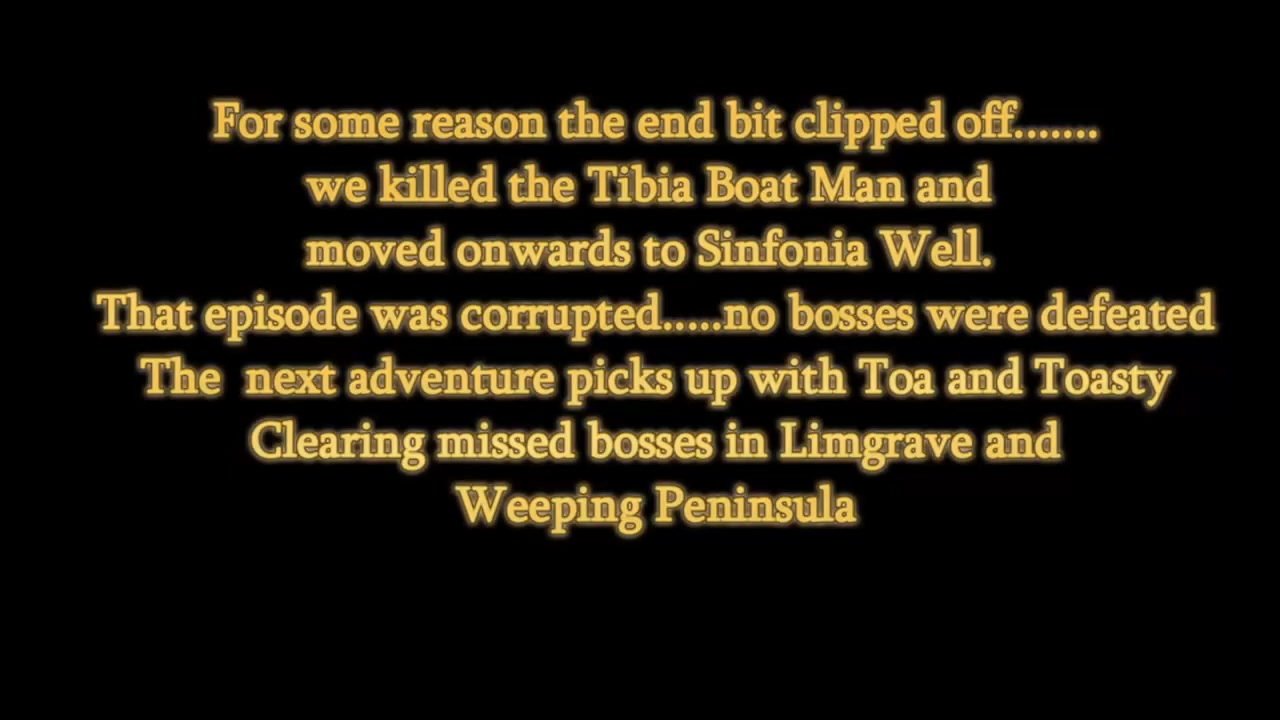 For some reason the end bit clipped off.......
we killed the Tibia Boat Man and
moved onwards to Sinfonia Well.
That episode was corrupted.....no bosses were defeated
The  next adventure picks up with Toa and Toasty
Clearing missed bosses in Limgrave and
Weeping Peninsula